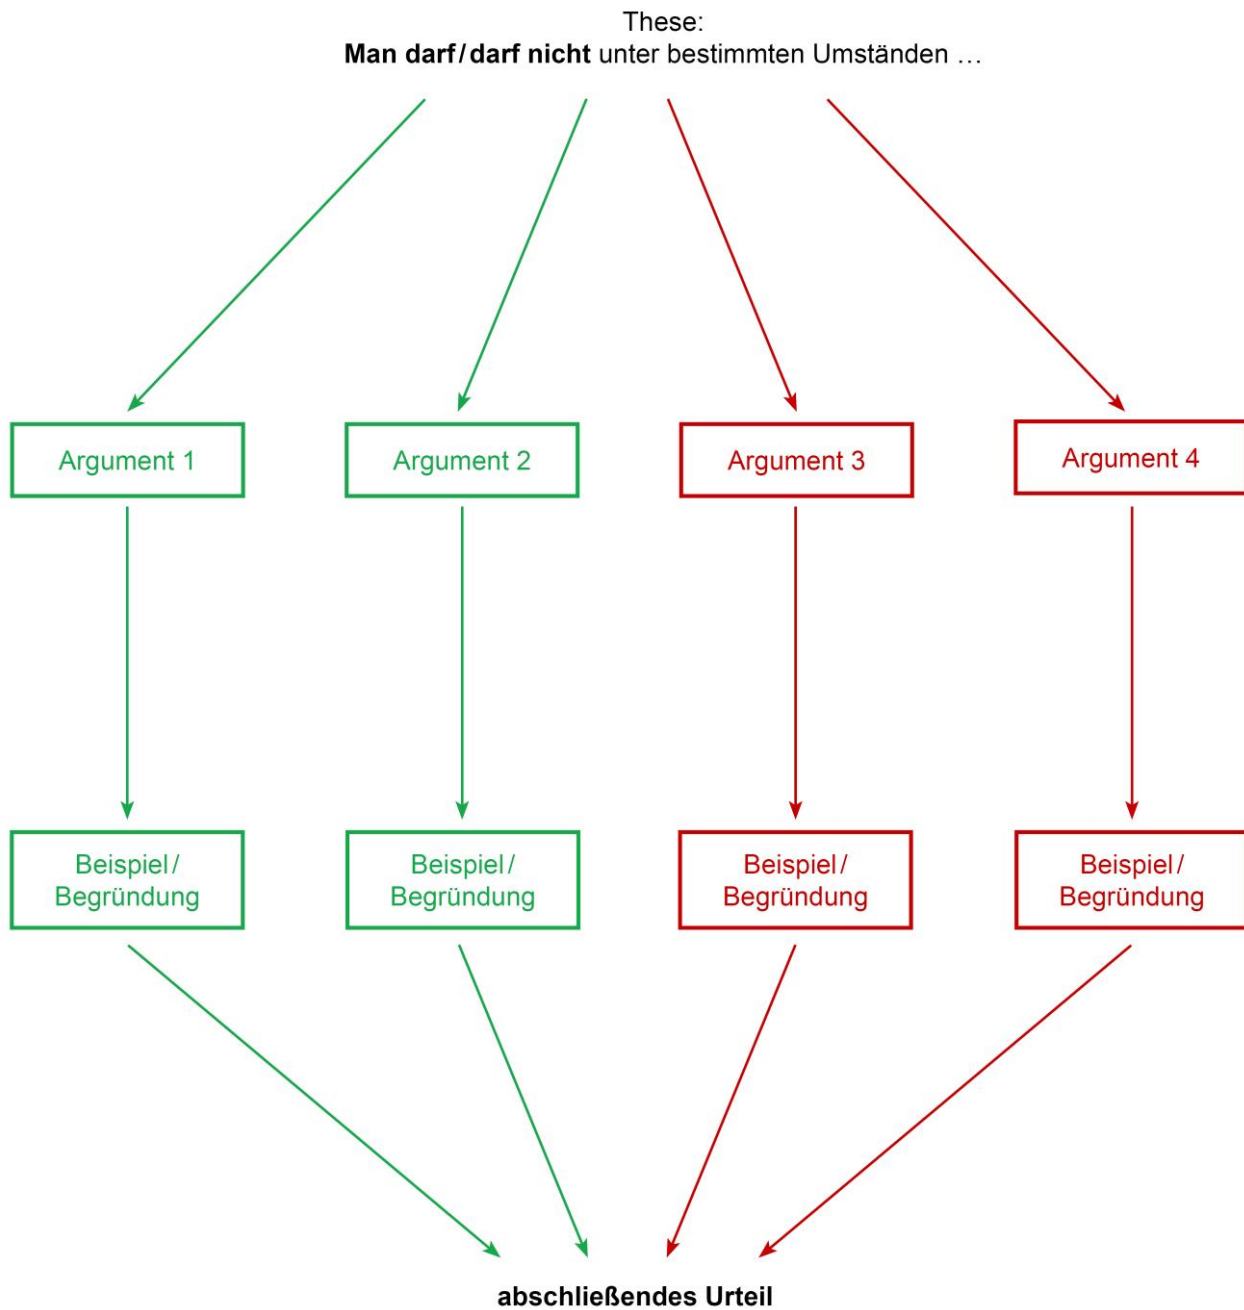 These:
Man darf/darf nicht unter bestimmten Umständen …
Argument 1
Argument 2
Argument 3
Argument 4
Beispiel/
Begründung
Beispiel/
Begründung
Beispiel/
Begründung
Beispiel/
Begründung
abschließendes Urteil